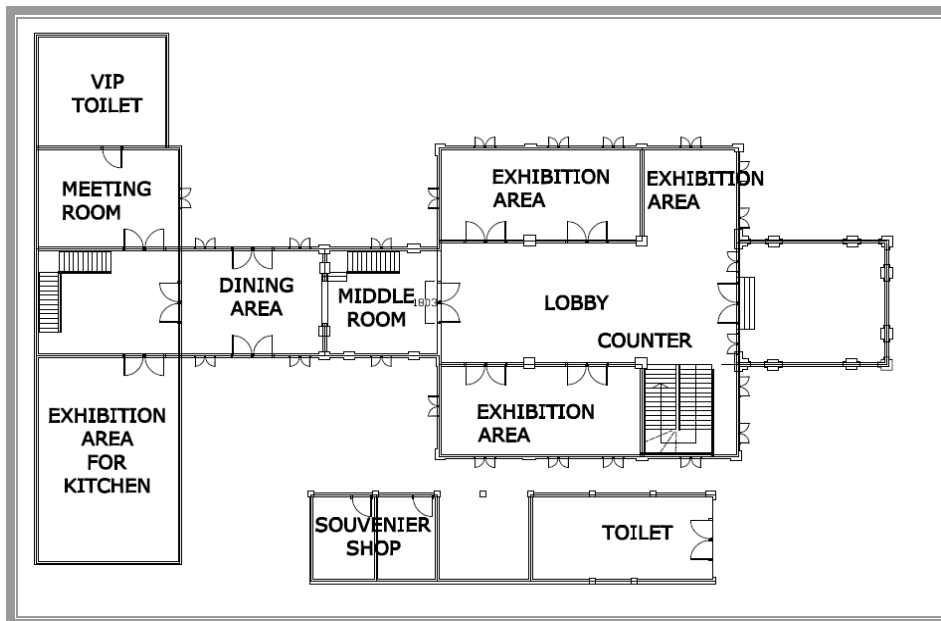 VIP
TOILET
MEETING
ROOM
EXHIBITION
AREA
EXHIBITION
AREA
DINING
AREA
MIDDLE
ROOM
1803
LOBBY
COUNTER
EXHIBITION
AREA
FOR
KITCHEN
EXHIBITION
AREA
SOUVENIER
SHOP
TOILET